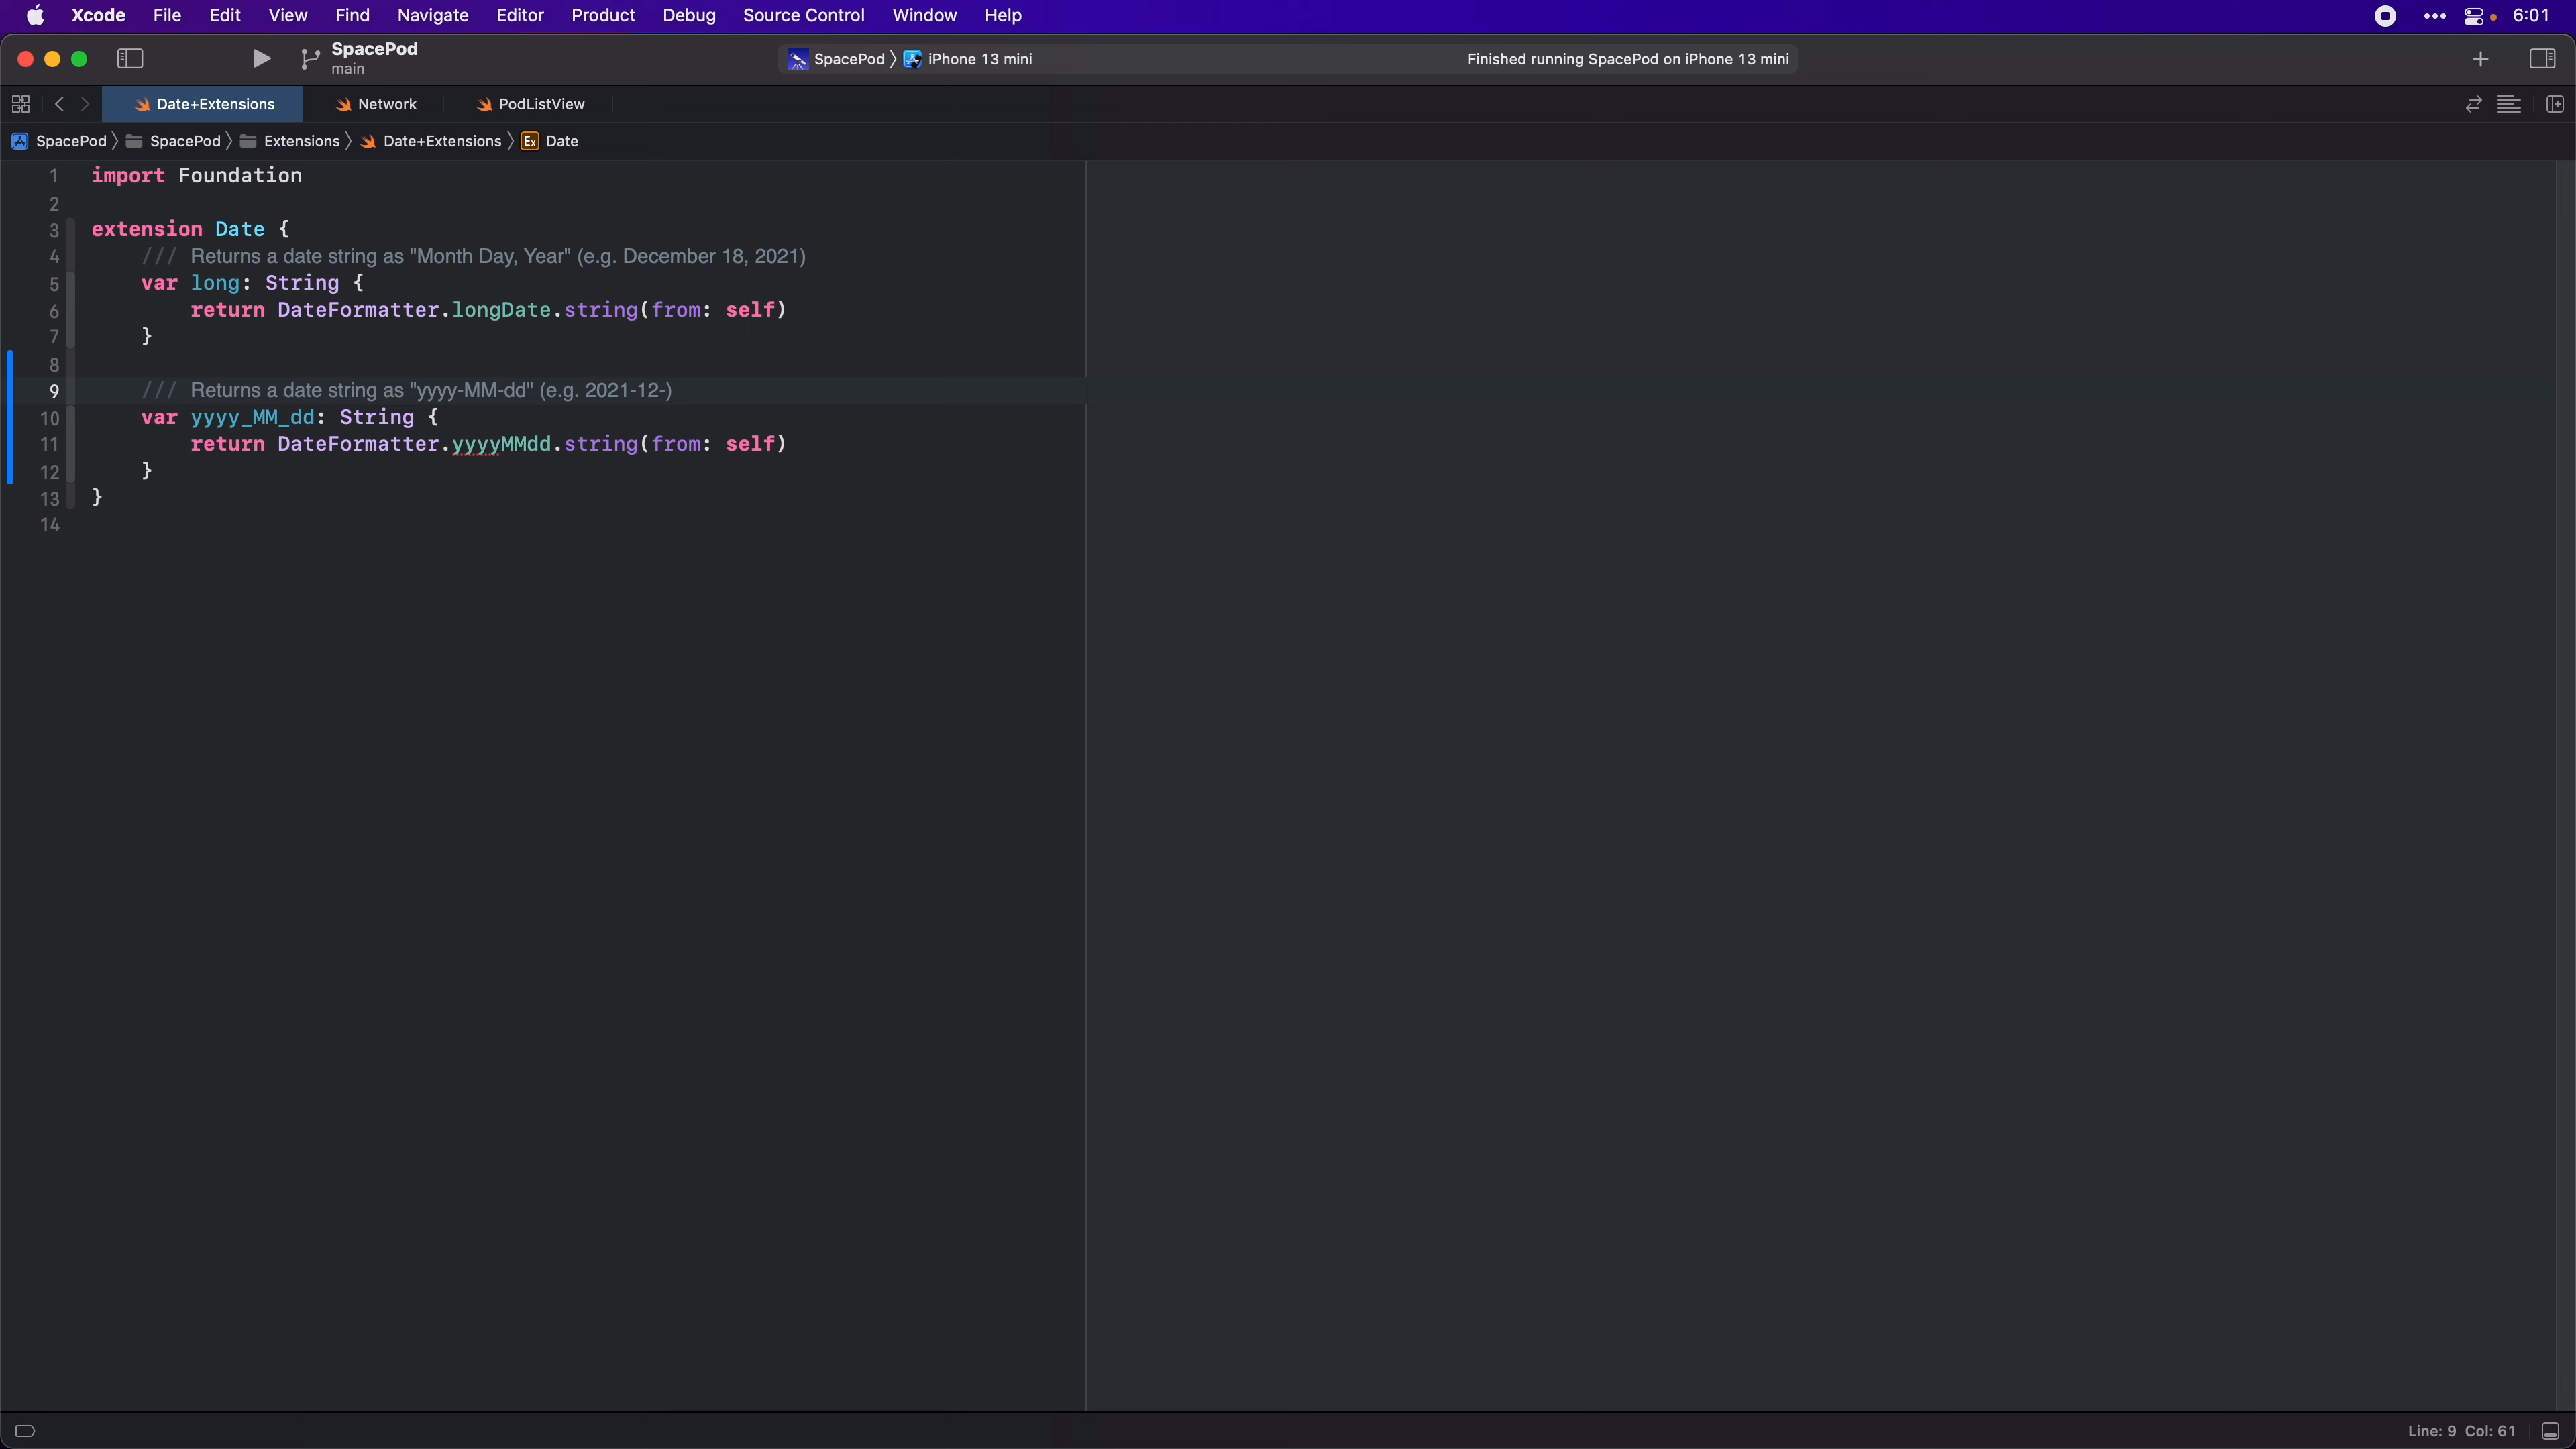 Xcode File Edit View Find Navigate Editor Product Debug Source Control Window Help 6:01
SpacePod
main
SpacePod iPhone 13 mini Finished running SpacePod on iPhone 13 mini
Date+Extensions Network PodListView
SpacePod SpacePod Extensions Date+Extensions Ex Date
1 import Foundation
2
3 extension Date {
4 /// Returns a date string as "Month Day, Year" (e.g. December 18, 2021)
5 var long: String {
6 return DateFormatter.longDate.string(from: self)
7 }
8
9 /// Returns a date string as "yyyy-MM-dd" (e.g. 2021-12-)
10 var yyyy_MM_dd: String {
11 return DateFormatter.yyyyMMdd.string(from: self)
12 }
13 }
14
Line: 9 Col: 61